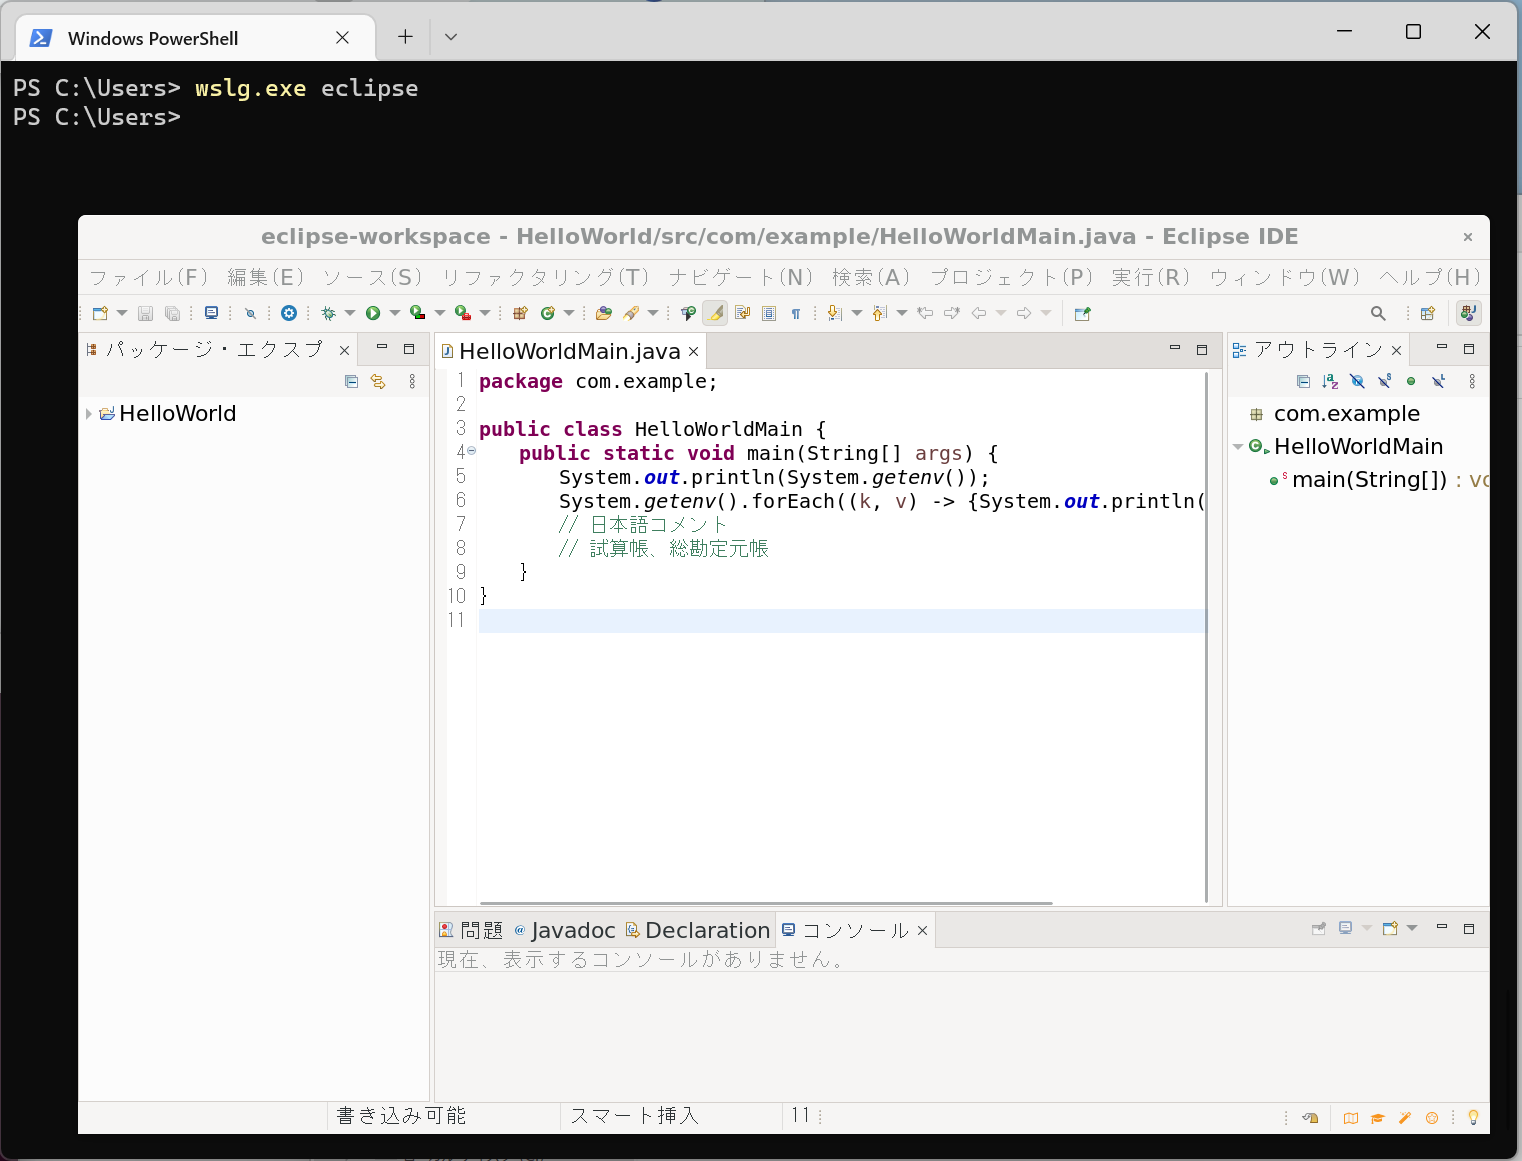 Windows PowerShell
PS C:\Users> wslg.exe eclipse
PS C:\Users>
eclipse-workspace - HelloWorld/src/com/example/HelloWorldMain.java - Eclipse IDE
ファイル(F) 編集(E) ソース(S) リファクタリング(T) ナビゲート(N) 検索(A) プロジェクト(P) 実行(R) ウィンドウ(W) ヘルプ(H)
パッケージ・エクスプ
HelloWorld
HelloWorldMain.java
1 package com.example;
2
3 public class HelloWorldMain {
4 public static void main(String[] args) {
5 System.out.println(System.getenv());
6 System.getenv().forEach((k, v) -> {System.out.println(
7 // 日本語コメント
8 // 試算帳、総勘定元帳
9 }
10 }
11
アウトライン
com.example
HelloWorldMain
main(String[]) : vo
問題 Javadoc Declaration コンソール
現在、表示するコンソールがありません。
書き込み可能 スマート挿入 11